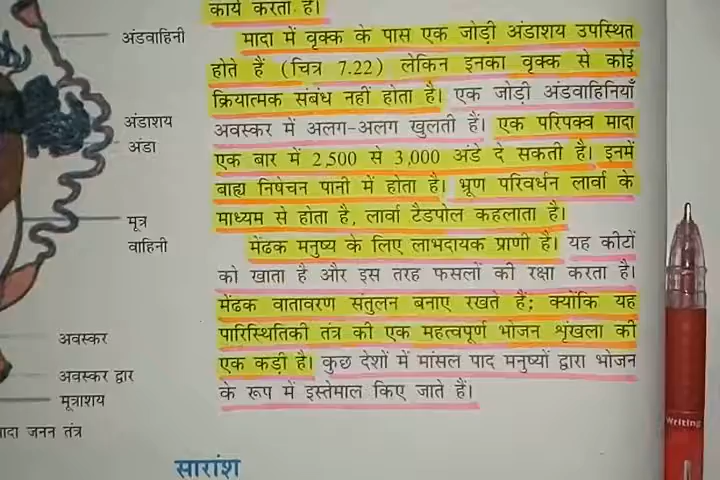 कार्य करता है।
अंडवाहिनी
मादा में वृक्क के पास एक जोड़ी अंडाशय उपस्थित
होते हैं (चित्र 7.22) लेकिन इनका वृक्क से कोई
क्रियात्मक संबंध नहीं होता है। एक जोड़ी अंडवाहिनियाँ
अवस्कर में अलग-अलग खुलती हैं। एक परिपक्व मादा
एक बार में 2,500 से 3,000 अंडे दे सकती है। इनमें
बाह्य निषेचन पानी में होता है। भ्रूण परिवर्धन लार्वा के
माध्यम से होता है, लार्वा टैडपोल कहलाता है।
मेंढक मनुष्य के लिए लाभदायक प्राणी है। यह कीटों
को खाता है और इस तरह फसलों की रक्षा करता है।
मेंढक वातावरण संतुलन बनाए रखते हैं; क्योंकि यह
पारिस्थितिकी तंत्र की एक महत्वपूर्ण भोजन शृंखला की
एक कड़ी है। कुछ देशों में मांसल पाद मनुष्यों द्वारा भोजन
के रूप में इस्तेमाल किए जाते हैं।
अंडाशय
अंडा
मूत्र
वाहिनी
अवस्कर
अवस्कर द्वार
मूत्राशय
जनन तंत्र
सारांश
Writing